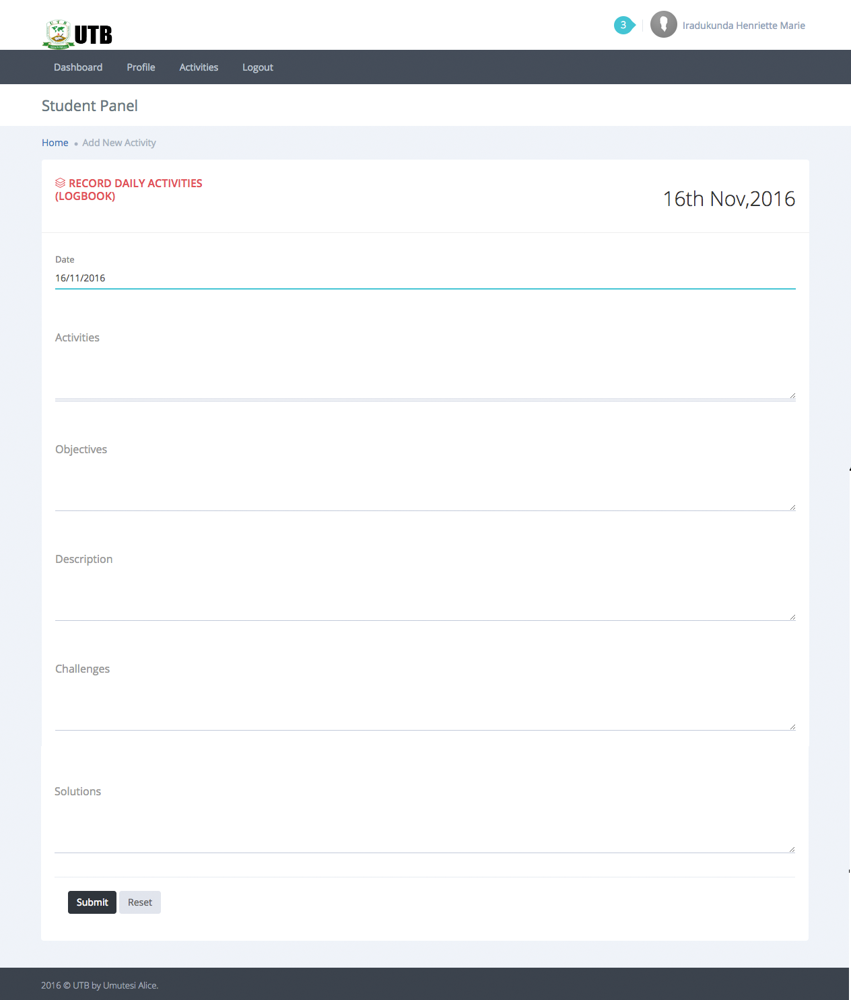 UTB
3
Iradukunda Henriette Marie
Dashboard Profile Activities Logout
Student Panel
Home • Add New Activity
RECORD DAILY ACTIVITIES
(LOGBOOK)
16th Nov,2016
Date
16/11/2016
Activities
Objectives
Description
Challenges
Solutions
Submit Reset
2016 © UTB by Umutesi Alice.